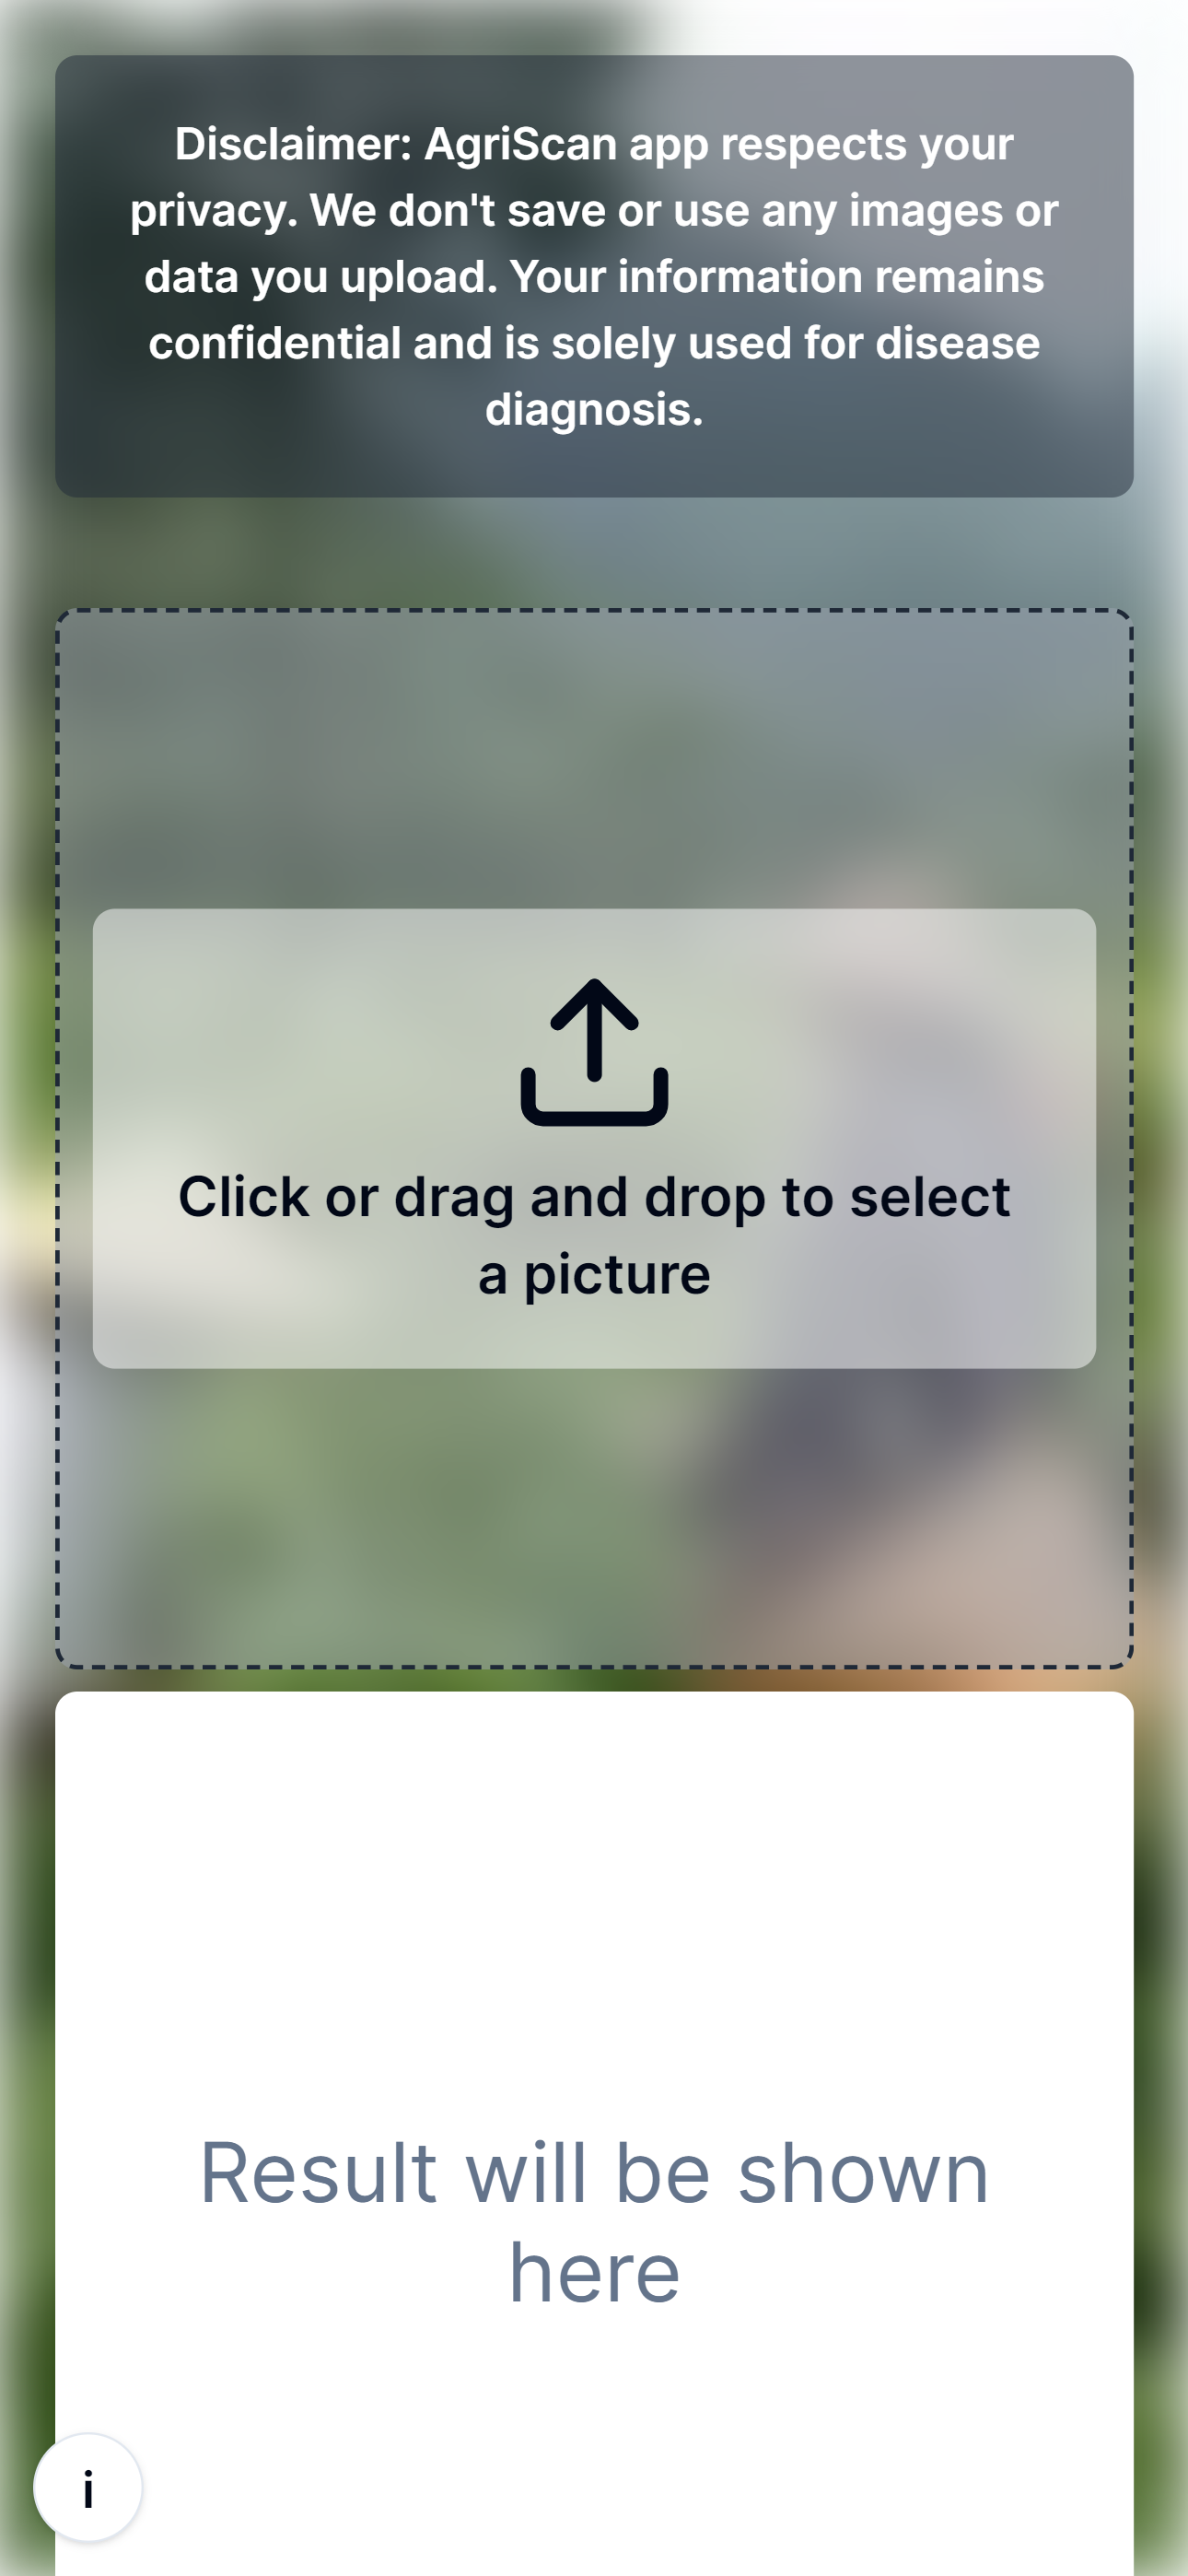 Disclaimer: AgriScan app respects your
privacy. We don't save or use any images or
data you upload. Your information remains
confidential and is solely used for disease
diagnosis.
Click or drag and drop to select
a picture
Result will be shown
here
i